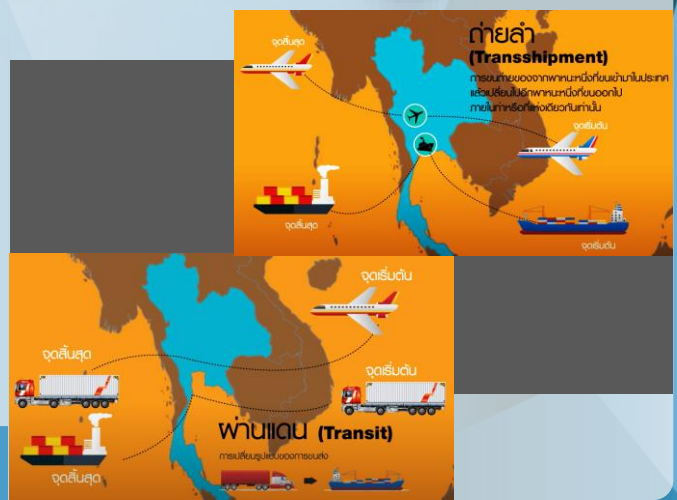 ถ่ายลำ
(Transshipment)
การขนถ่ายของจากพาหนะหนึ่งที่ขนเข้ามาในประเทศ
แล้วเปลี่ยนไปอีกพาหนะหนึ่งที่ขนออกไป
ภายในท่าหรือที่แห่งเดียวกันเท่านั้น
จุดสิ้นสุด
จุดเริ่มต้น
จุดสิ้นสุด
จุดเริ่มต้น
จุดเริ่มต้น
จุดสิ้นสุด
จุดเริ่มต้น
ผ่านแดน (Transit)
การเปลี่ยนรูปแบบของการขนส่ง
จุดสิ้นสุด